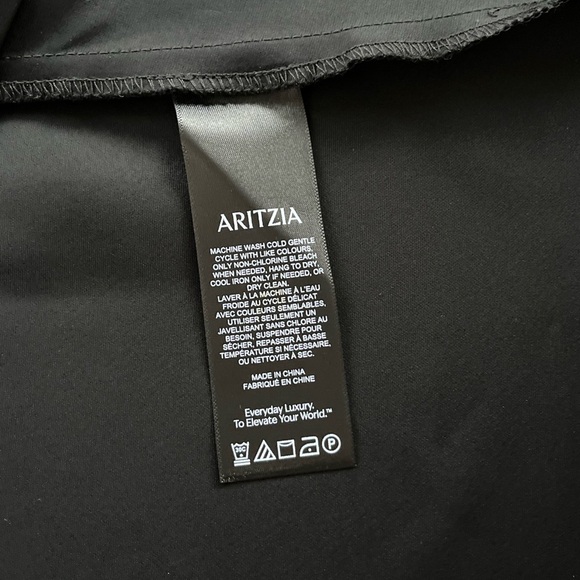 ARITZIA
MACHINE WASH COLD GENTLE
CYCLE WITH LIKE COLOURS,
ONLY NON-CHLORINE BLEACH
WHEN NEEDED, HANG TO DRY,
COOL IRON ONLY IF NEEDED, OR
DRY CLEAN.
LAVER À LA MACHINE À L'EAU
FROIDE AU CYCLE DÉLICAT
AVEC COULEURS SEMBLABLES,
UTILISER SEULEMENT UN
JAVELLISANT SANS CHLORE AU
BESOIN, SUSPENDRE POUR
SÉCHER, REPASSER À BASSE
TEMPÉRATURE SI NÉCESSAIRE,
OU NETTOYER À SEC.
MADE IN CHINA
FABRIQUÉ EN CHINE
Everyday Luxury.
To Elevate Your World.™
30C P